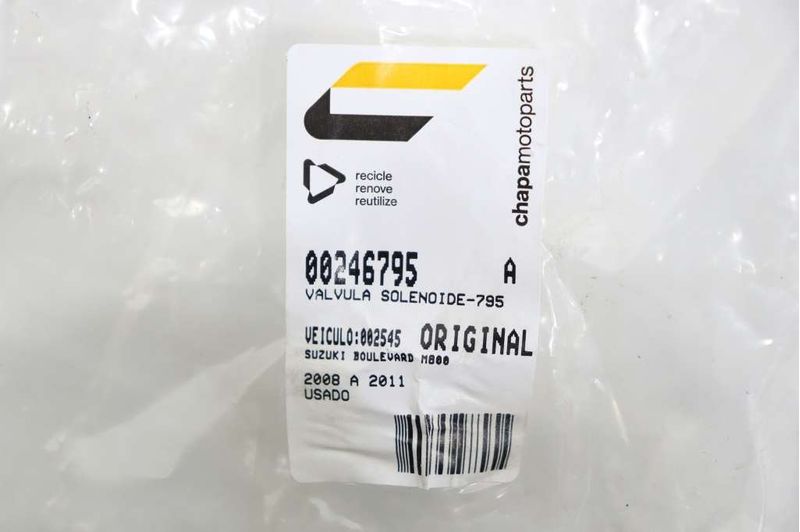 chapamotoparts
recicle
renove
reutilize
00246795 A
VALVULA SOLENOIDE-795
VEICULO:002545 ORIGINAL
SUZUKI BOULEVARD M800
2008 A 2011
USADO